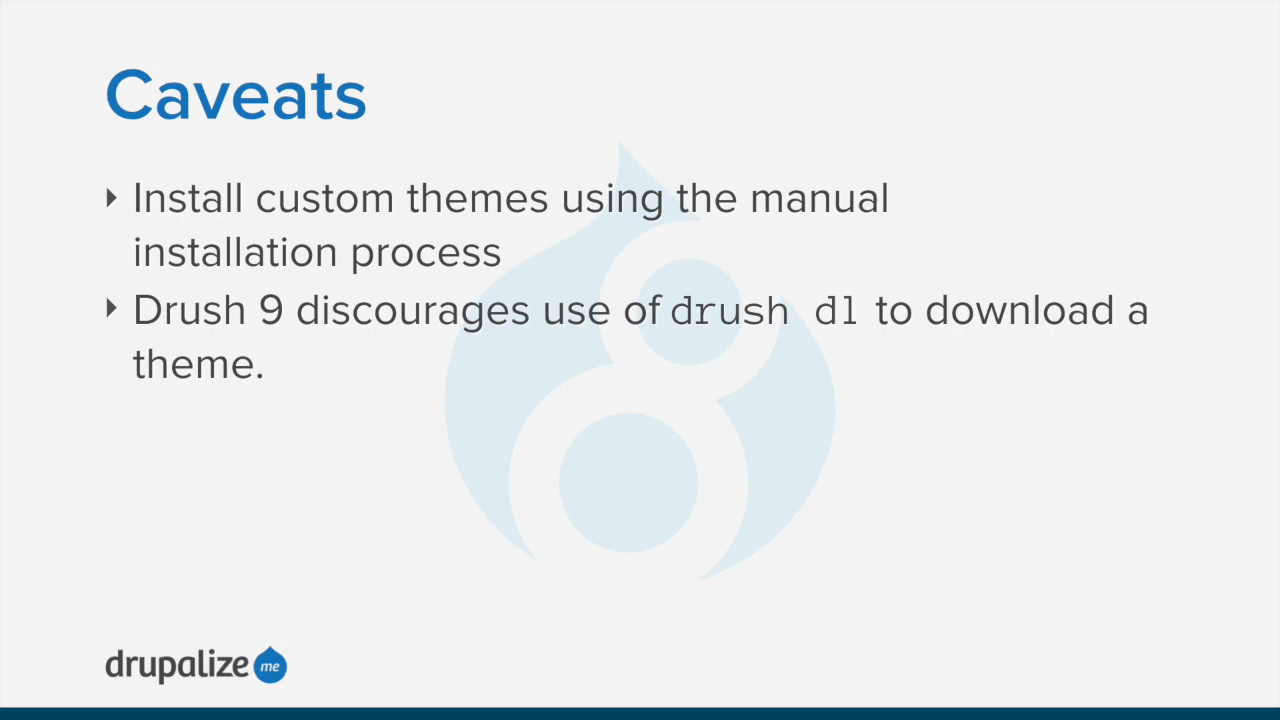 Caveats
‣ Install custom themes using the manual
installation process
‣ Drush 9 discourages use of drush dl to download a
theme.
drupalize me